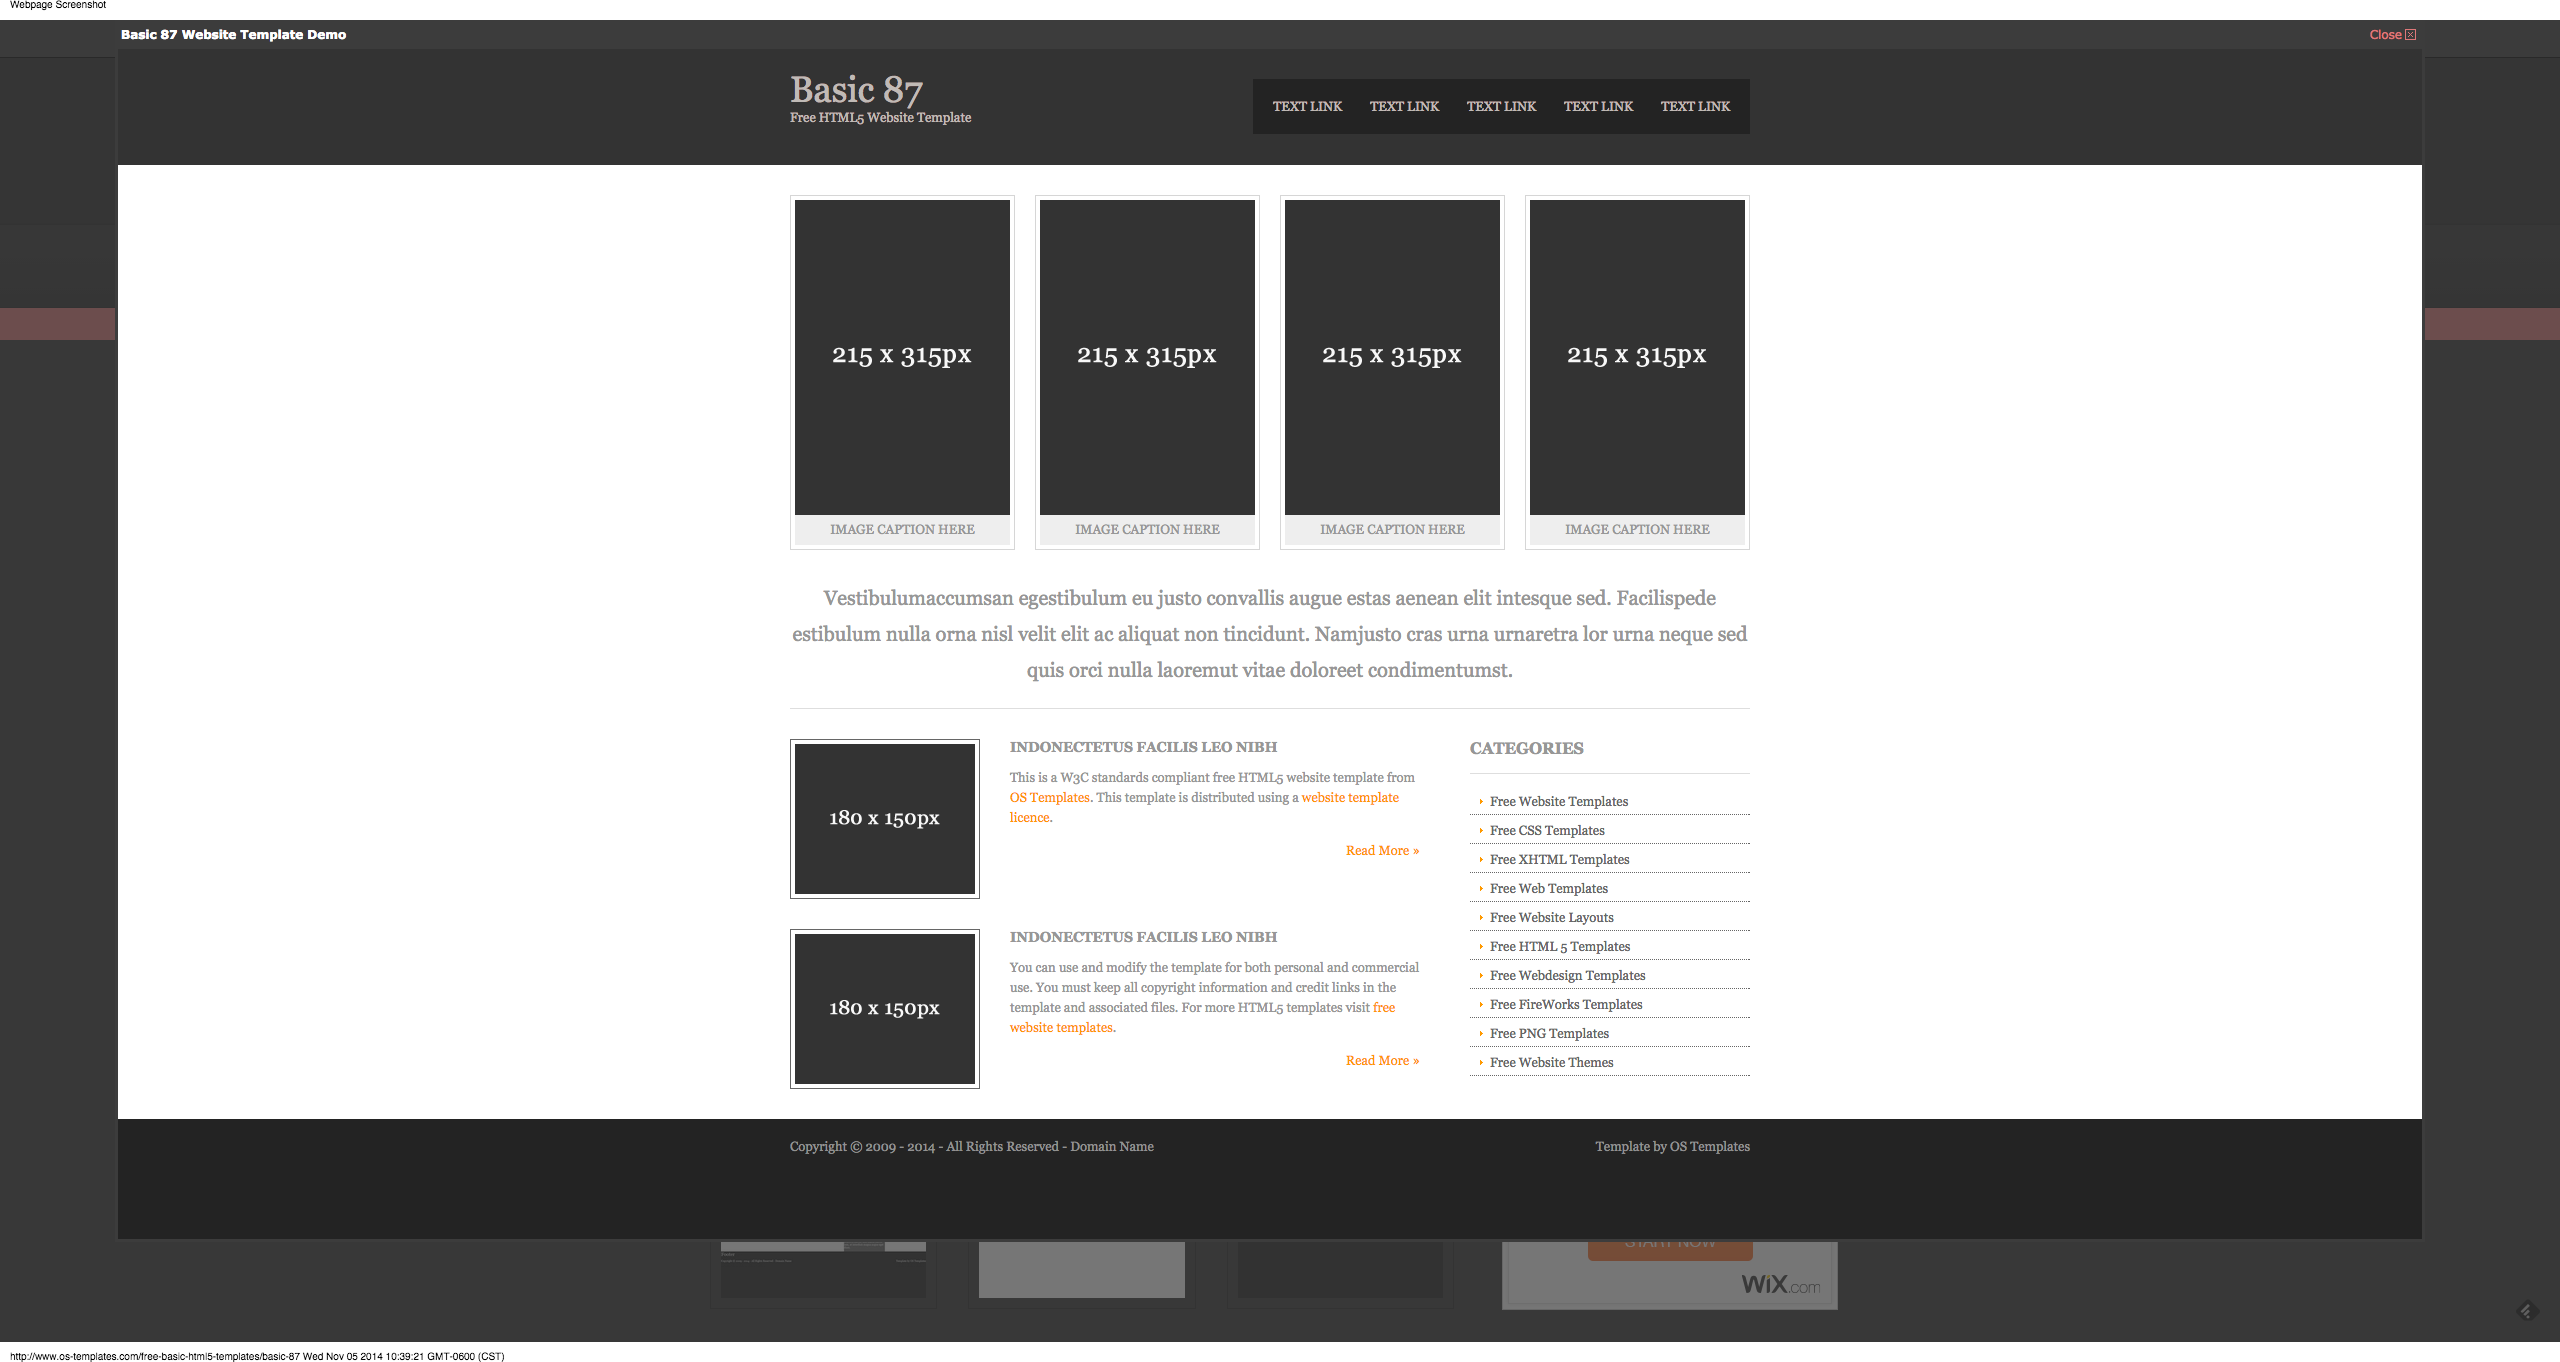 Webpage Screenshot
Basic 87 Website Template Demo
Close
Basic 87
Free HTML5 Website Template
TEXT LINK TEXT LINK TEXT LINK TEXT LINK TEXT LINK
215 x 315px 215 x 315px 215 x 315px 215 x 315px
IMAGE CAPTION HERE IMAGE CAPTION HERE IMAGE CAPTION HERE IMAGE CAPTION HERE
Vestibulumaccumsan egestibulum eu justo convallis augue estas aenean elit intesque sed. Facilispede
estibulum nulla orna nisl velit elit ac aliquat non tincidunt. Namjusto cras urna urnaretra lor urna neque sed
quis orci nulla laoremut vitae doloreet condimentumst.
180 x 150px
INDONECTETUS FACILIS LEO NIBH
This is a W3C standards compliant free HTML5 website template from
OS Templates. This template is distributed using a website template
licence.
Read More »
180 x 150px
INDONECTETUS FACILIS LEO NIBH
You can use and modify the template for both personal and commercial
use. You must keep all copyright information and credit links in the
template and associated files. For more HTML5 templates visit free
website templates.
Read More »
CATEGORIES
Free Website Templates
Free CSS Templates
Free XHTML Templates
Free Web Templates
Free Website Layouts
Free HTML 5 Templates
Free Webdesign Templates
Free FireWorks Templates
Free PNG Templates
Free Website Themes
Copyright © 2009 - 2014 - All Rights Reserved - Domain Name
Template by OS Templates
START NOW
WiX.com
http://www.os-templates.com/free-basic-html5-templates/basic-87 Wed Nov 05 2014 10:39:21 GMT-0600 (CST)